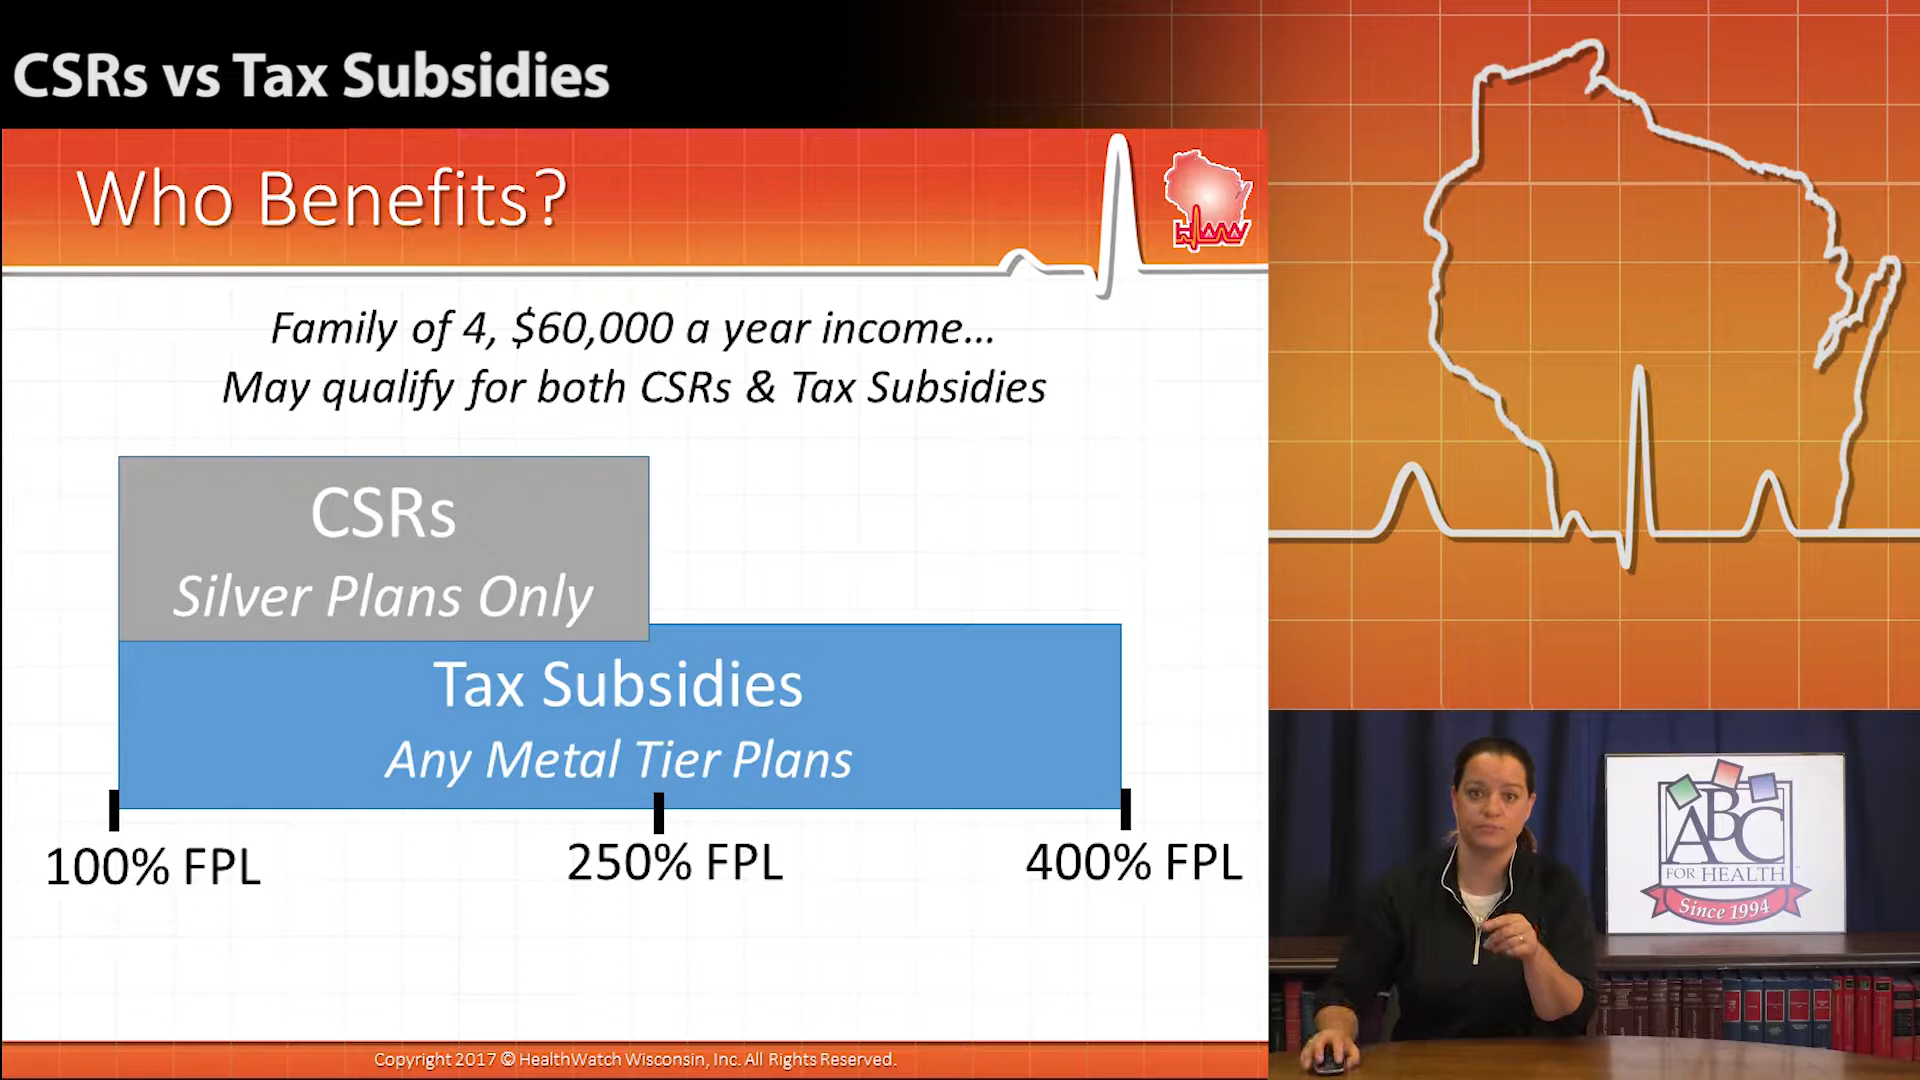 CSRs vs Tax Subsidies
Who Benefits?
Family of 4, $60,000 a year income...
May qualify for both CSRs & Tax Subsidies
CSRs
Silver Plans Only
Tax Subsidies
Any Metal Tier Plans
100% FPL
250% FPL
400% FPL
Copyright 2017 © HealthWatch Wisconsin, Inc. All Rights Reserved.
ABC
FOR HEALTH
Since 1994